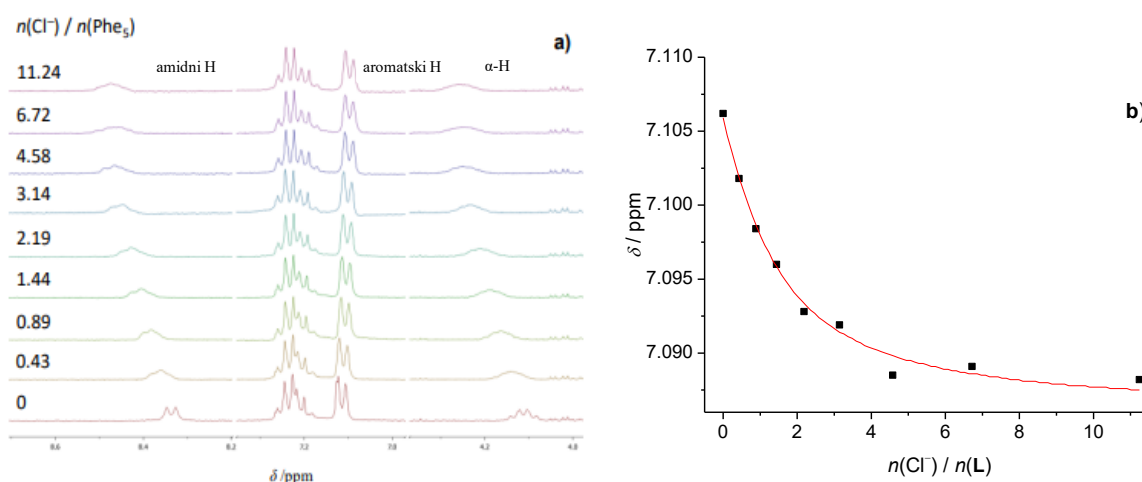 n(Cl⁻) / n(Phe₅)
a)
amidni H
aromatski H
α-H
11.24
6.72
4.58
3.14
2.19
1.44
0.89
0.43
0
8.6 8.4 8.2 7.2 7.0 4.2 4.0
δ /ppm
b)
7.110
7.105
7.100
7.095
7.090
7.085
δ / ppm
0 2 4 6 8 10
n(Cl⁻) / n(L)